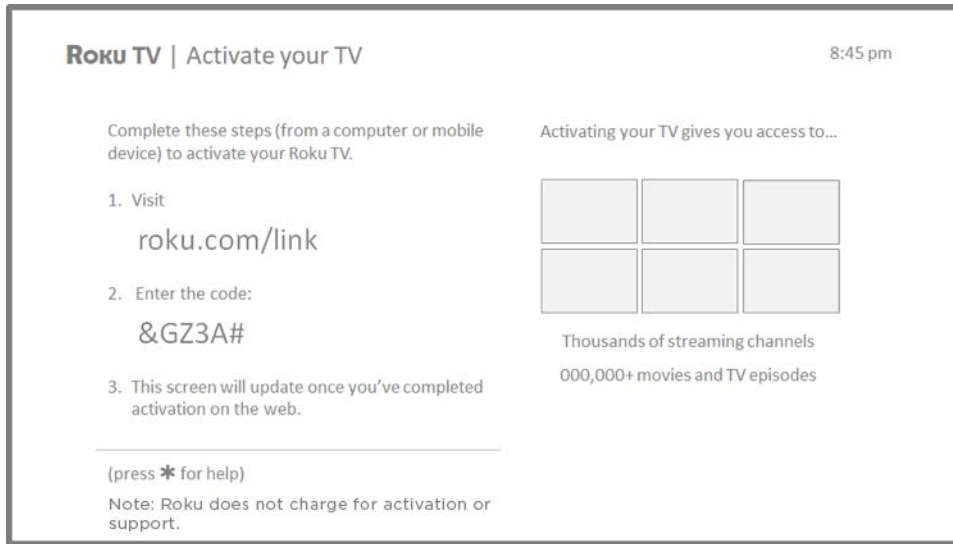 ROKU TV | Activate your TV
8:45 pm
Complete these steps (from a computer or mobile
device) to activate your Roku TV.
1. Visit
roku.com/link
2. Enter the code:
&GZ3A#
3. This screen will update once you've completed
activation on the web.
(press ✱ for help)
Note: Roku does not charge for activation or
support.
Activating your TV gives you access to...
Thousands of streaming channels
000,000+ movies and TV episodes